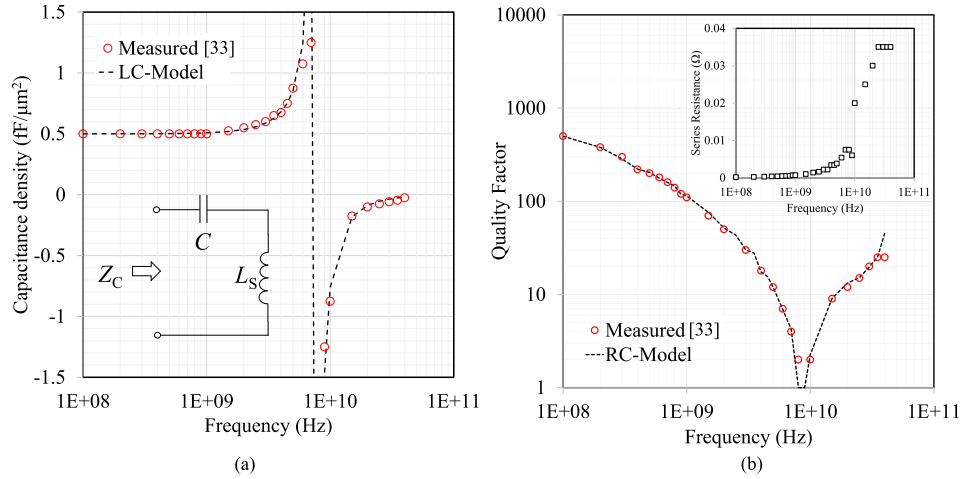 1.5
1
0.5
0
-0.5
-1
-1.5
Capacitance density (fF/µm²)
Measured [33]
LC-Model
C
L_S
Z_C
1E+08 1E+09 1E+10 1E+11
Frequency (Hz)
(a)
10000
1000
100
10
1
Quality Factor
0.04
0.03
0.02
0.01
0
Series Resistance (Ω)
1E+08 1E+09 1E+10 1E+11
Frequency (Hz)
Measured [33]
RC-Model
1E+08 1E+09 1E+10 1E+11
Frequency (Hz)
(b)